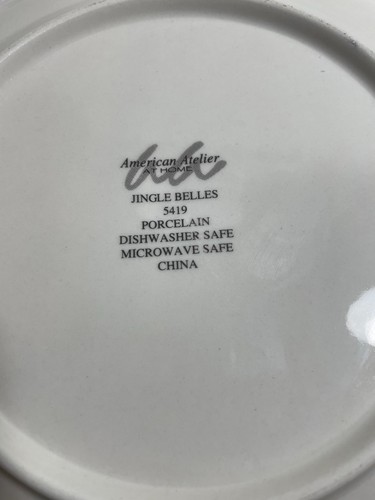 American Atelier
AT HOME
JINGLE BELLES
5419
PORCELAIN
DISHWASHER SAFE
MICROWAVE SAFE
CHINA